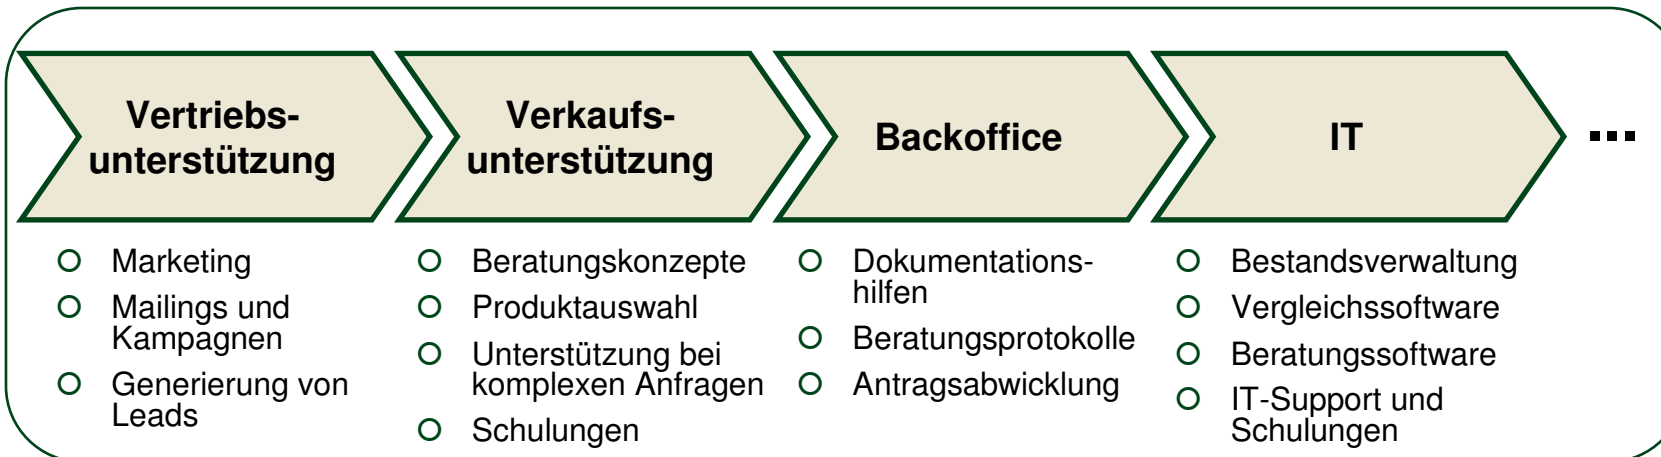 Vertriebs-
unterstützung
Verkaufs-
unterstützung
Backoffice
IT
...
Marketing
Mailings und
Kampagnen
Generierung von
Leads
Beratungskonzepte
Produktauswahl
Unterstützung bei
komplexen Anfragen
Schulungen
Dokumentations-
hilfen
Beratungsprotokolle
Antragsabwicklung
Bestandsverwaltung
Vergleichssoftware
Beratungssoftware
IT-Support und
Schulungen